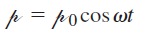 p = p₀ cos ωt